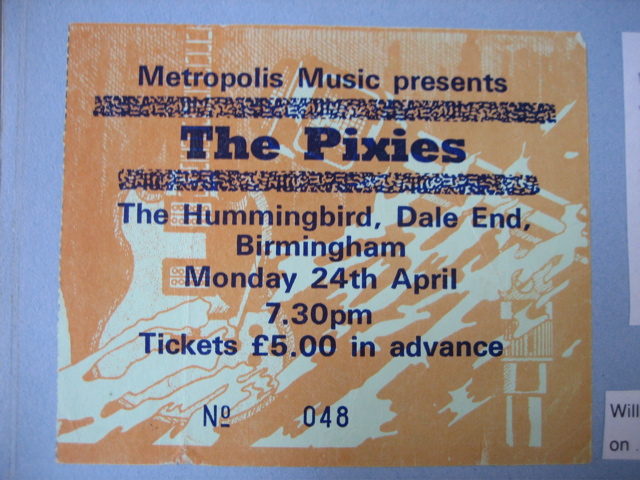 Metropolis Music presents
The Pixies
The Hummingbird, Dale End,
Birmingham
Monday 24th April
7.30pm
Tickets £5.00 in advance
Nº 048
Will
on .